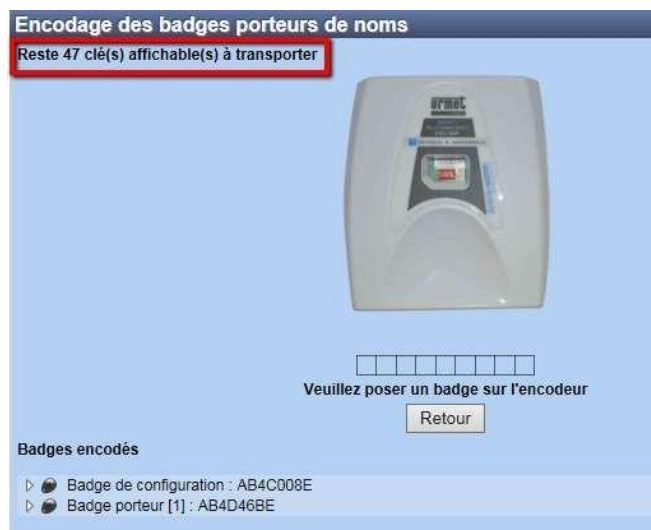 Encodage des badges porteurs de noms
Reste 47 clé(s) affichable(s) à transporter
urmet
Veuillez poser un badge sur l'encodeur
Retour
Badges encodés
Badge de configuration : AB4C008E
Badge porteur [1] : AB4D46BE